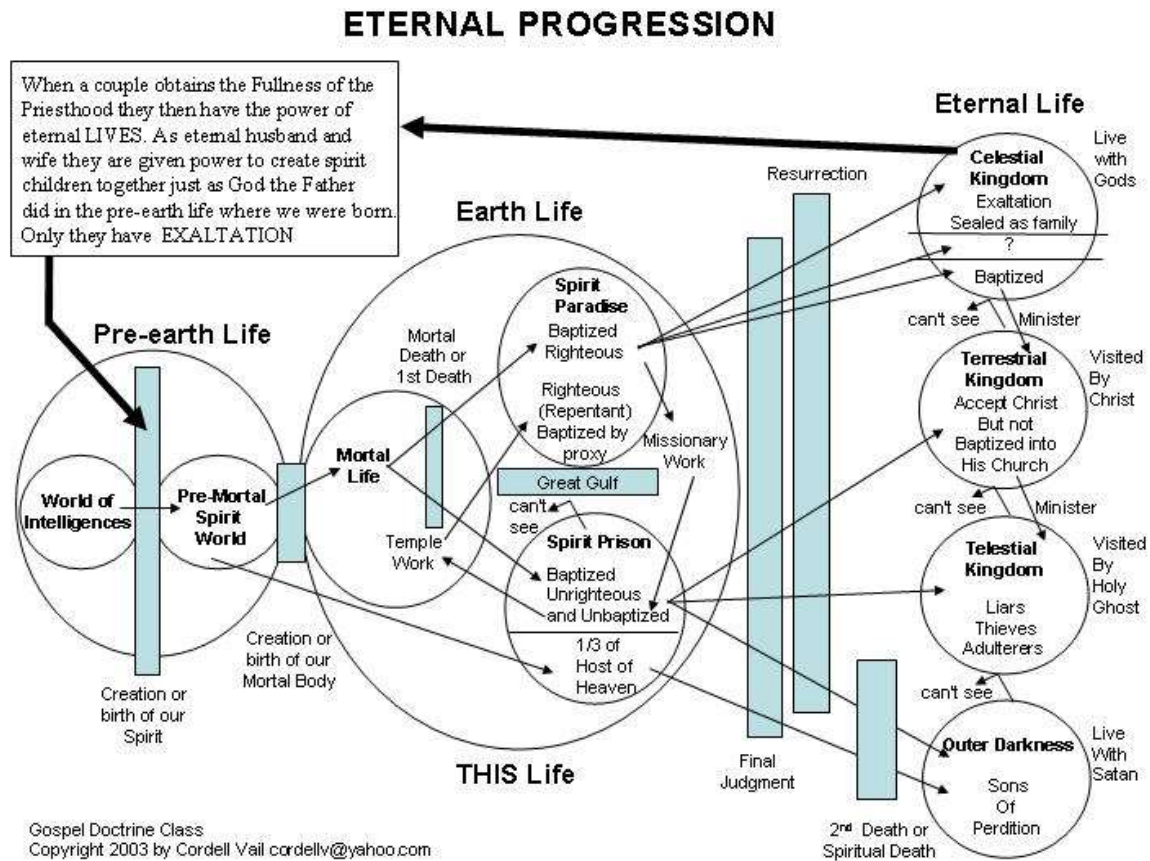 ETERNAL PROGRESSION
When a couple obtains the Fullness of the
Priesthood they then have the power of
eternal LIVES. As eternal husband and
wife they are given power to create spirit
children together just as God the Father
did in the pre-earth life where we were born.
Only they have EXALTATION
Pre-earth Life
World of
Intelligences
Pre-Mortal
Spirit
World
Creation or
birth of our
Spirit
Creation or
birth of our
Mortal Body
Earth Life
Mortal
Life
Mortal
Death or
1st Death
Temple
Work
Spirit
Paradise
Baptized
Righteous
Righteous
(Repentant)
Baptized by
proxy
Missionary
Work
Great Gulf
can't
see
Spirit Prison
Baptized
Unrighteous
and Unbaptized
1/3 of
Host of
Heaven
THIS Life
Resurrection
Final
Judgment
2nd Death or
Spiritual Death
Eternal Life
Celestial
Kingdom
Exaltation
Sealed as family
?
Baptized
Live
with
Gods
can't see
Minister
Terrestrial
Kingdom
Accept Christ
But not
Baptized into
His Church
Visited
By
Christ
can't see
Minister
Telestial
Kingdom
Liars
Thieves
Adulterers
Visited
By
Holy
Ghost
can't see
Outer Darkness
Sons
Of
Perdition
Live
With
Satan
Gospel Doctrine Class
Copyright 2003 by Cordell Vail cordellv@yahoo.com